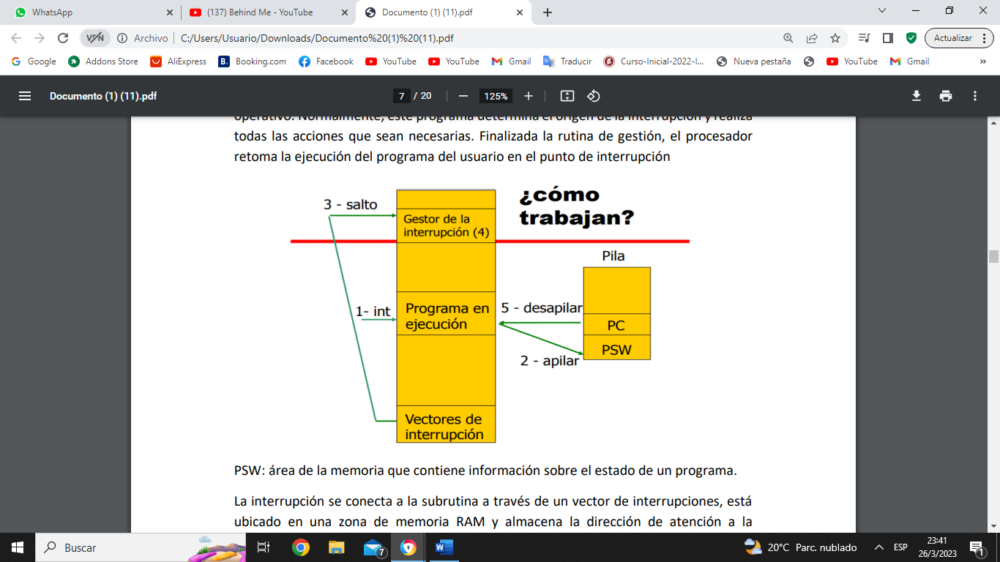 WhatsApp
(137) Behind Me - YouTube
Documento (1) (11).pdf
VPN
Archivo
C:/Users/Usuario/Downloads/Documento%20(1)%20(11).pdf
Actualizar
Google
Addons Store
AliExpress
Booking.com
Facebook
YouTube
YouTube
Gmail
Traducir
Curso-Inicial-2022-I...
Nueva pestaña
YouTube
Gmail
»
Documento (1) (11).pdf
7 / 20
125%
operativo. Normalmente, este programa determina el origen de la interrupción y realiza
todas las acciones que sean necesarias. Finalizada la rutina de gestión, el procesador
retoma la ejecución del programa del usuario en el punto de interrupción
¿cómo
trabajan?
3 - salto
Gestor de la
interrupción (4)
Pila
1- int
Programa en
ejecución
5 - desapilar
PC
PSW
2 - apilar
Vectores de
interrupción
PSW: área de la memoria que contiene información sobre el estado de un programa.
La interrupción se conecta a la subrutina a través de un vector de interrupciones, está
ubicado en una zona de memoria RAM y almacena la dirección de atención a la
Buscar
7
20°C Parc. nublado
ESP
23:41
26/3/2023
1